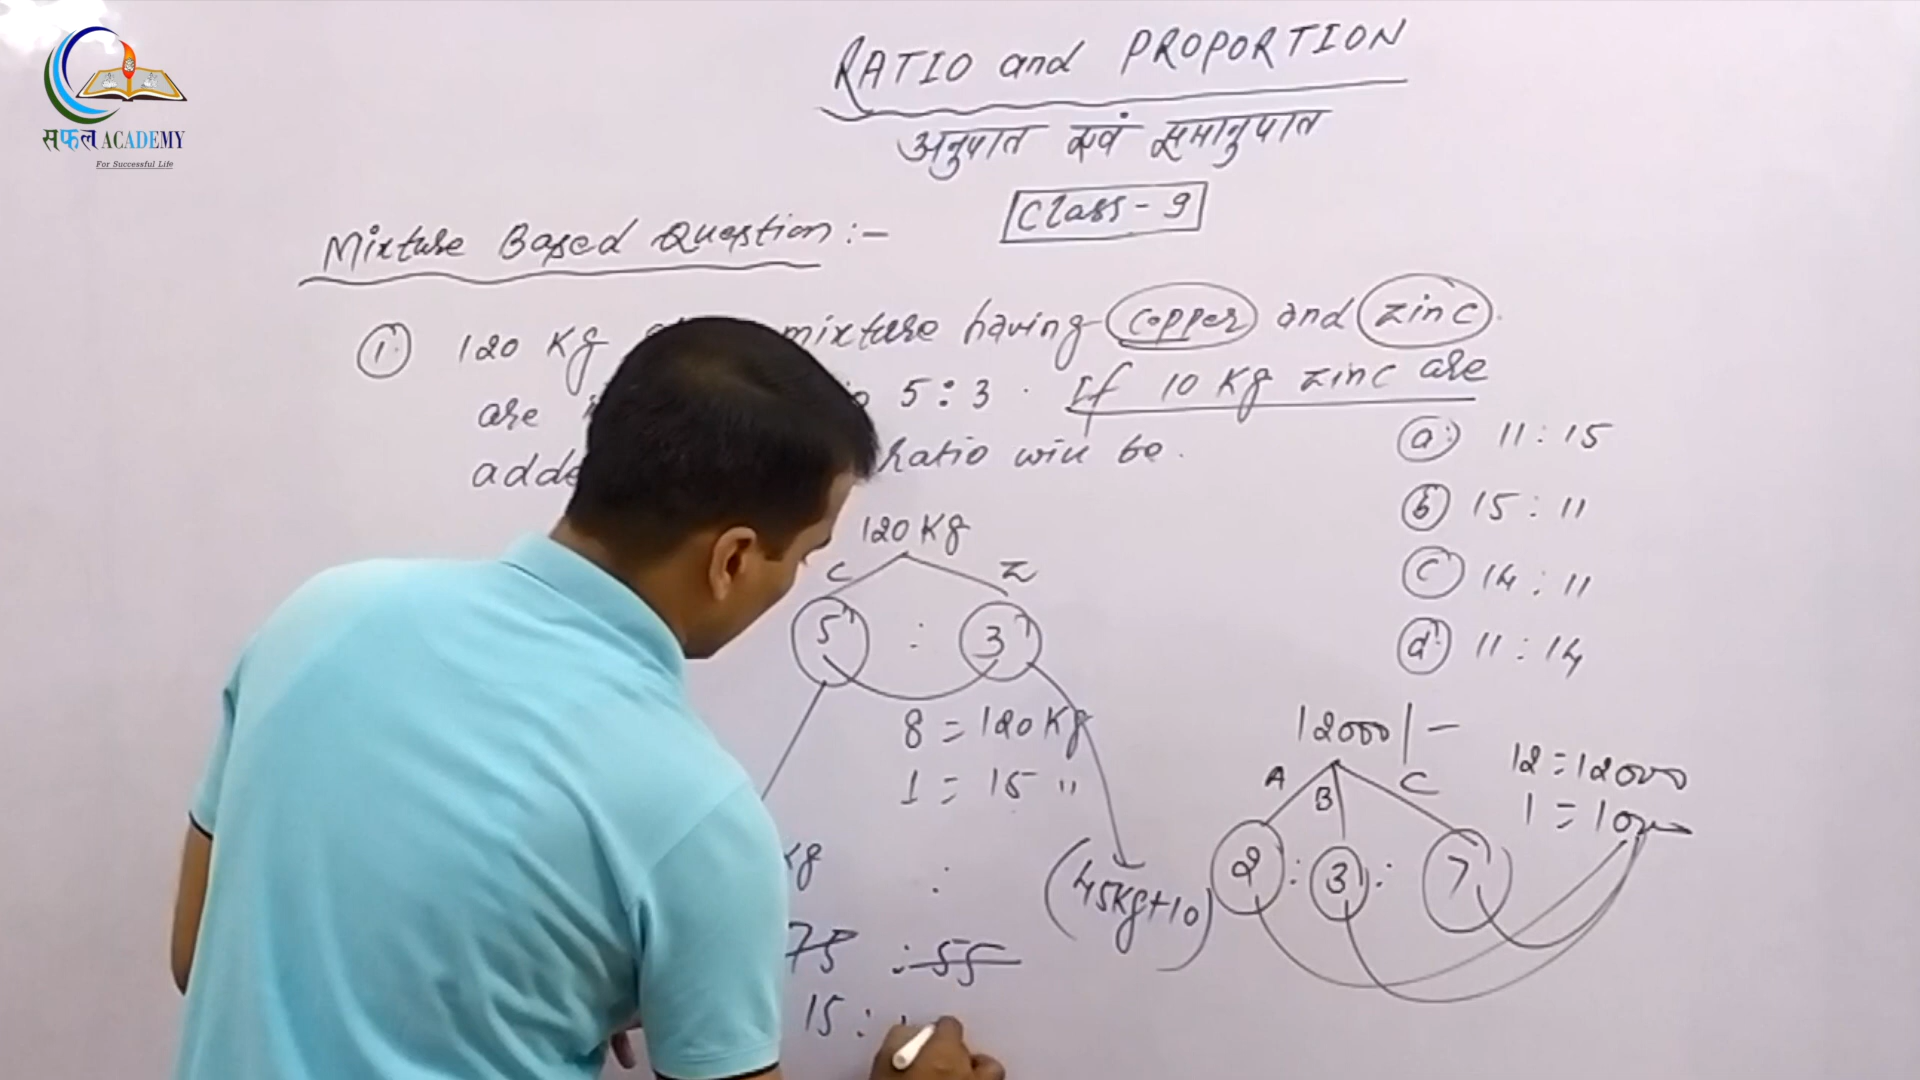 सफल ACADEMY
For Successful Life
RATIO and PROPORTION
अनुपात एवं समानुपात
Class-9
Mixture Based Question:-
1. 120 Kg mixture having copper and zinc.
are 5:3. If 10 Kg zinc are
ratio will be.
a) 11:15
b) 15:11
c) 14:11
d) 11:14
120 Kg
C Z
5 : 3
8 = 120 Kg
1 = 15 "
Kg : (45Kg+10)
75 : 55
15 :
12000/-
A B C
2 : 3 : 7
12 = 12000
1 = 1000